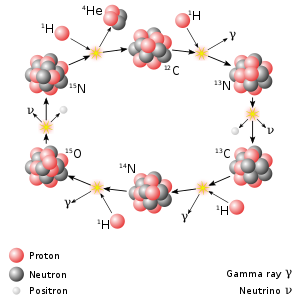 ⁴He
¹H
¹H
γ
¹²C
¹⁵N
¹³N
ν
ν
¹⁵O
¹⁴N
¹³C
γ
γ
¹H
¹H
Proton
Neutron
Gamma ray γ
Positron
Neutrino ν